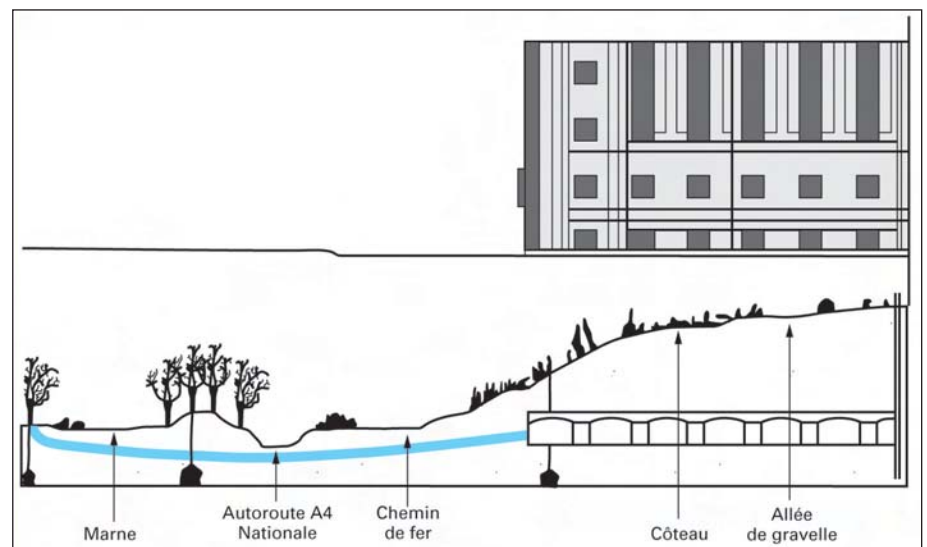 Marne
Autoroute A4
Nationale
Chemin
de fer
Côteau
Allée
de gravelle